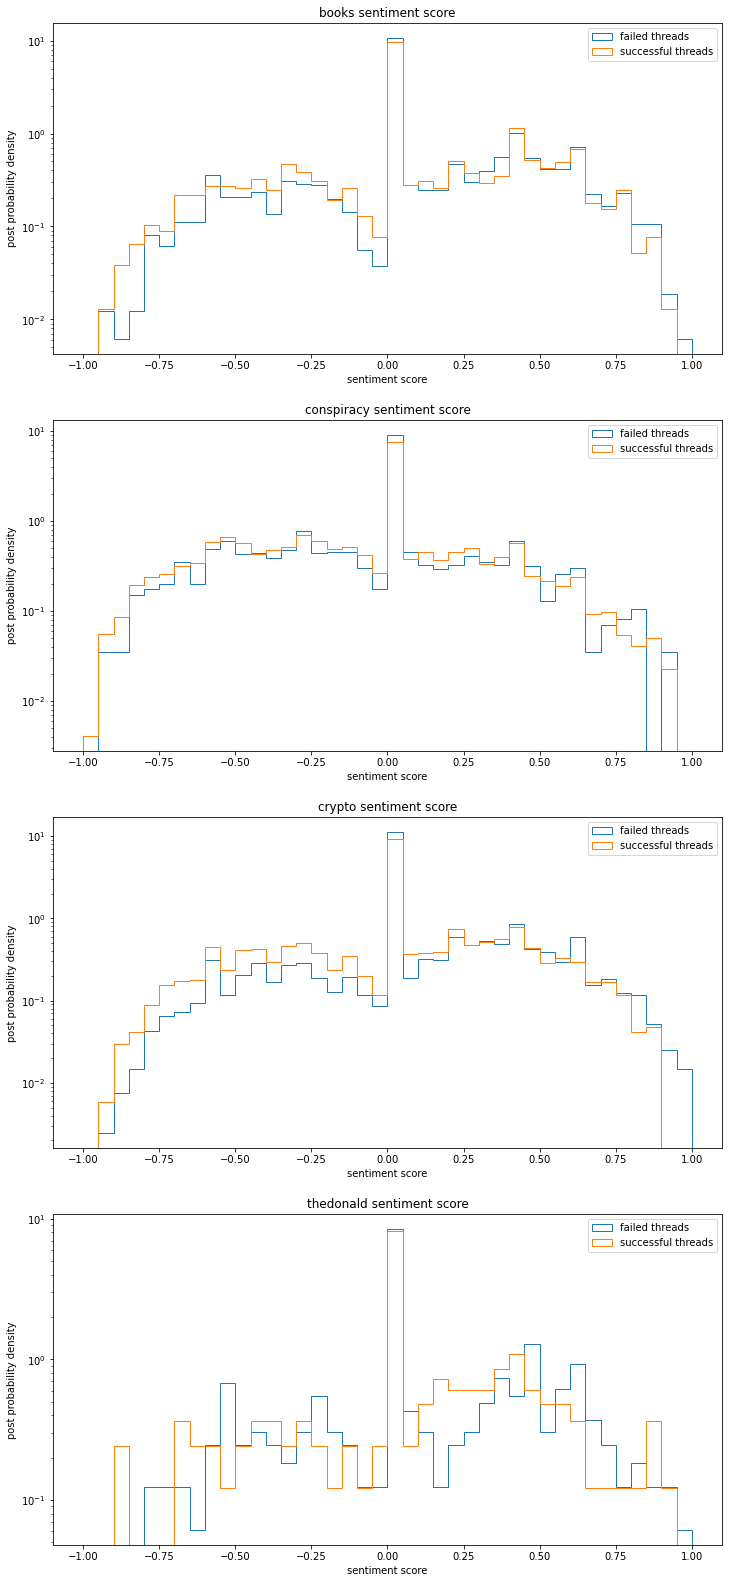 books sentiment score
failed threads
successful threads
10¹
10⁰
10⁻¹
10⁻²
post probability density
−1.00 −0.75 −0.50 −0.25 0.00 0.25 0.50 0.75 1.00
sentiment score
conspiracy sentiment score
failed threads
successful threads
10¹
10⁰
10⁻¹
10⁻²
post probability density
−1.00 −0.75 −0.50 −0.25 0.00 0.25 0.50 0.75 1.00
sentiment score
crypto sentiment score
failed threads
successful threads
10¹
10⁰
10⁻¹
10⁻²
post probability density
−1.00 −0.75 −0.50 −0.25 0.00 0.25 0.50 0.75 1.00
sentiment score
thedonald sentiment score
failed threads
successful threads
10¹
10⁰
10⁻¹
post probability density
−1.00 −0.75 −0.50 −0.25 0.00 0.25 0.50 0.75 1.00
sentiment score